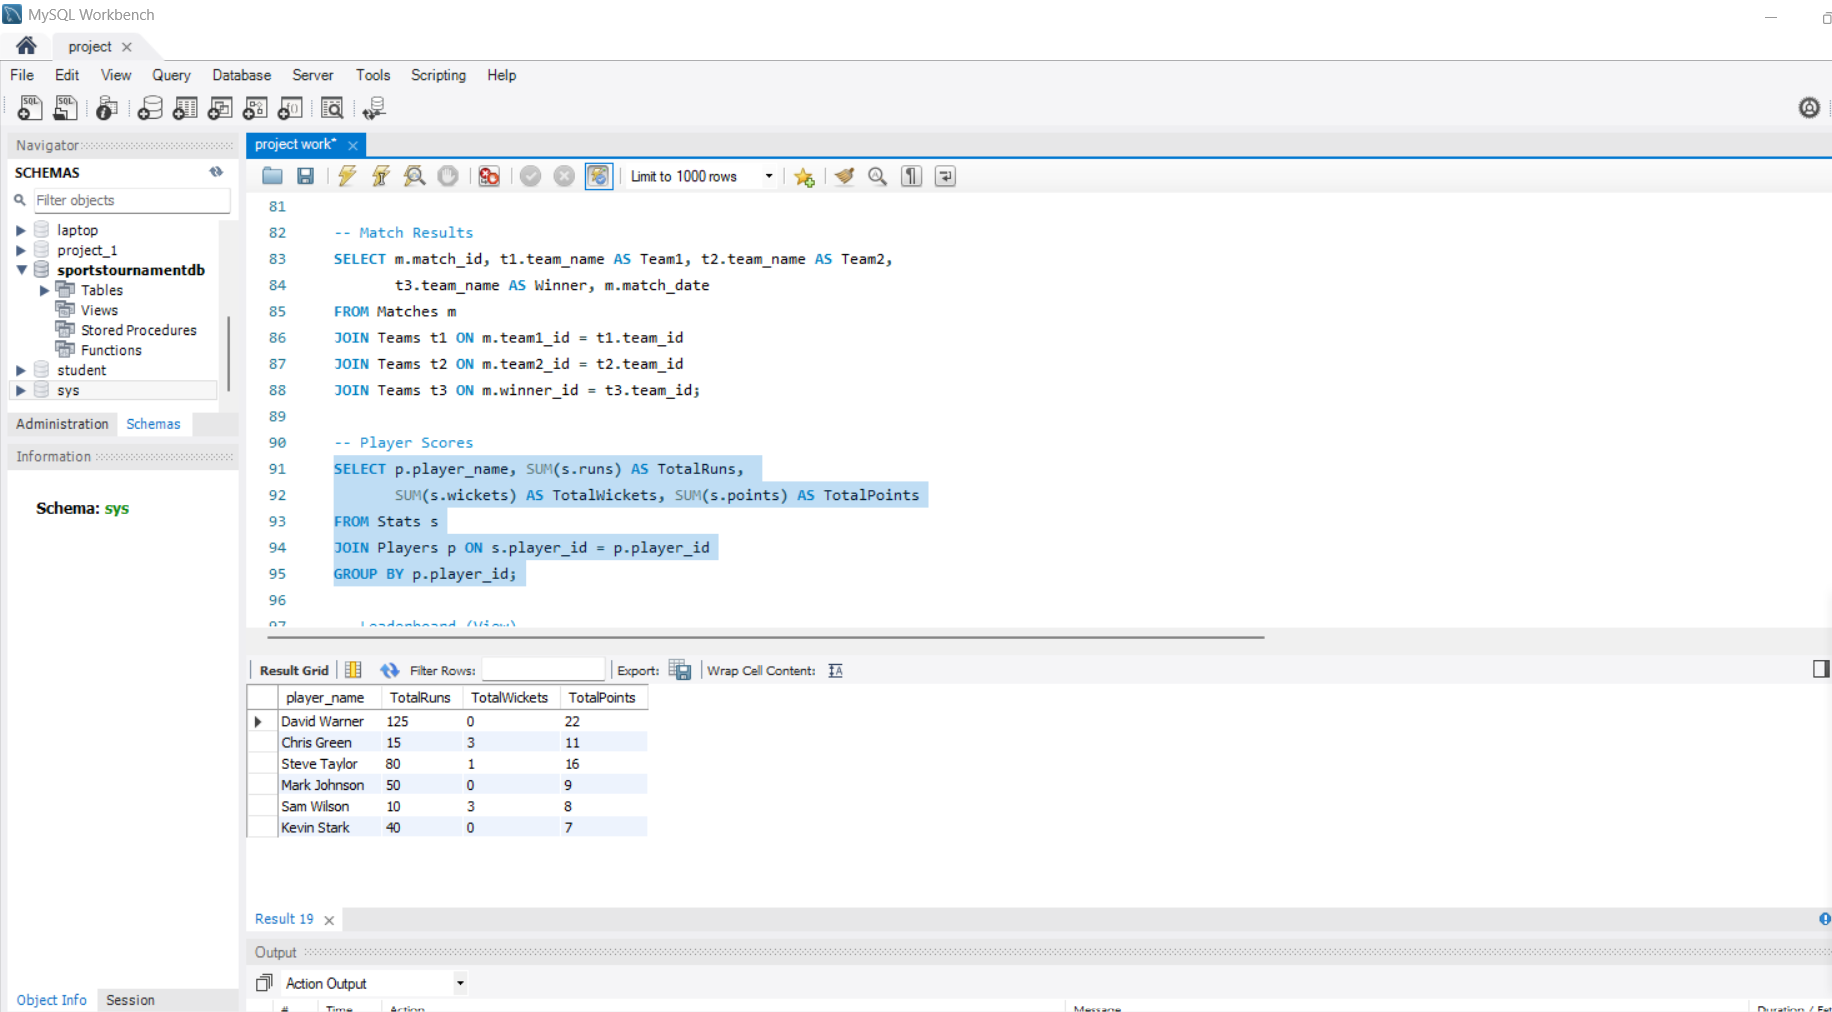 MySQL Workbench
project
File Edit View Query Database Server Tools Scripting Help
Navigator
project work*
SCHEMAS
Limit to 1000 rows
Filter objects
laptop
project_1
sportstournamentdb
Tables
Views
Stored Procedures
Functions
student
sys
Administration Schemas
Information
Schema: sys
81
82 -- Match Results
83 SELECT m.match_id, t1.team_name AS Team1, t2.team_name AS Team2,
84 t3.team_name AS Winner, m.match_date
85 FROM Matches m
86 JOIN Teams t1 ON m.team1_id = t1.team_id
87 JOIN Teams t2 ON m.team2_id = t2.team_id
88 JOIN Teams t3 ON m.winner_id = t3.team_id;
89
90 -- Player Scores
91 SELECT p.player_name, SUM(s.runs) AS TotalRuns,
92 SUM(s.wickets) AS TotalWickets, SUM(s.points) AS TotalPoints
93 FROM Stats s
94 JOIN Players p ON s.player_id = p.player_id
95 GROUP BY p.player_id;
96
97 Leaderboard (View)
Result Grid Filter Rows: Export: Wrap Cell Content:
player_name TotalRuns TotalWickets TotalPoints
David Warner 125 0 22
Chris Green 15 3 11
Steve Taylor 80 1 16
Mark Johnson 50 0 9
Sam Wilson 10 3 8
Kevin Stark 40 0 7
Result 19
Output
Action Output
Object Info Session
# Time Action Message Duration / Fet